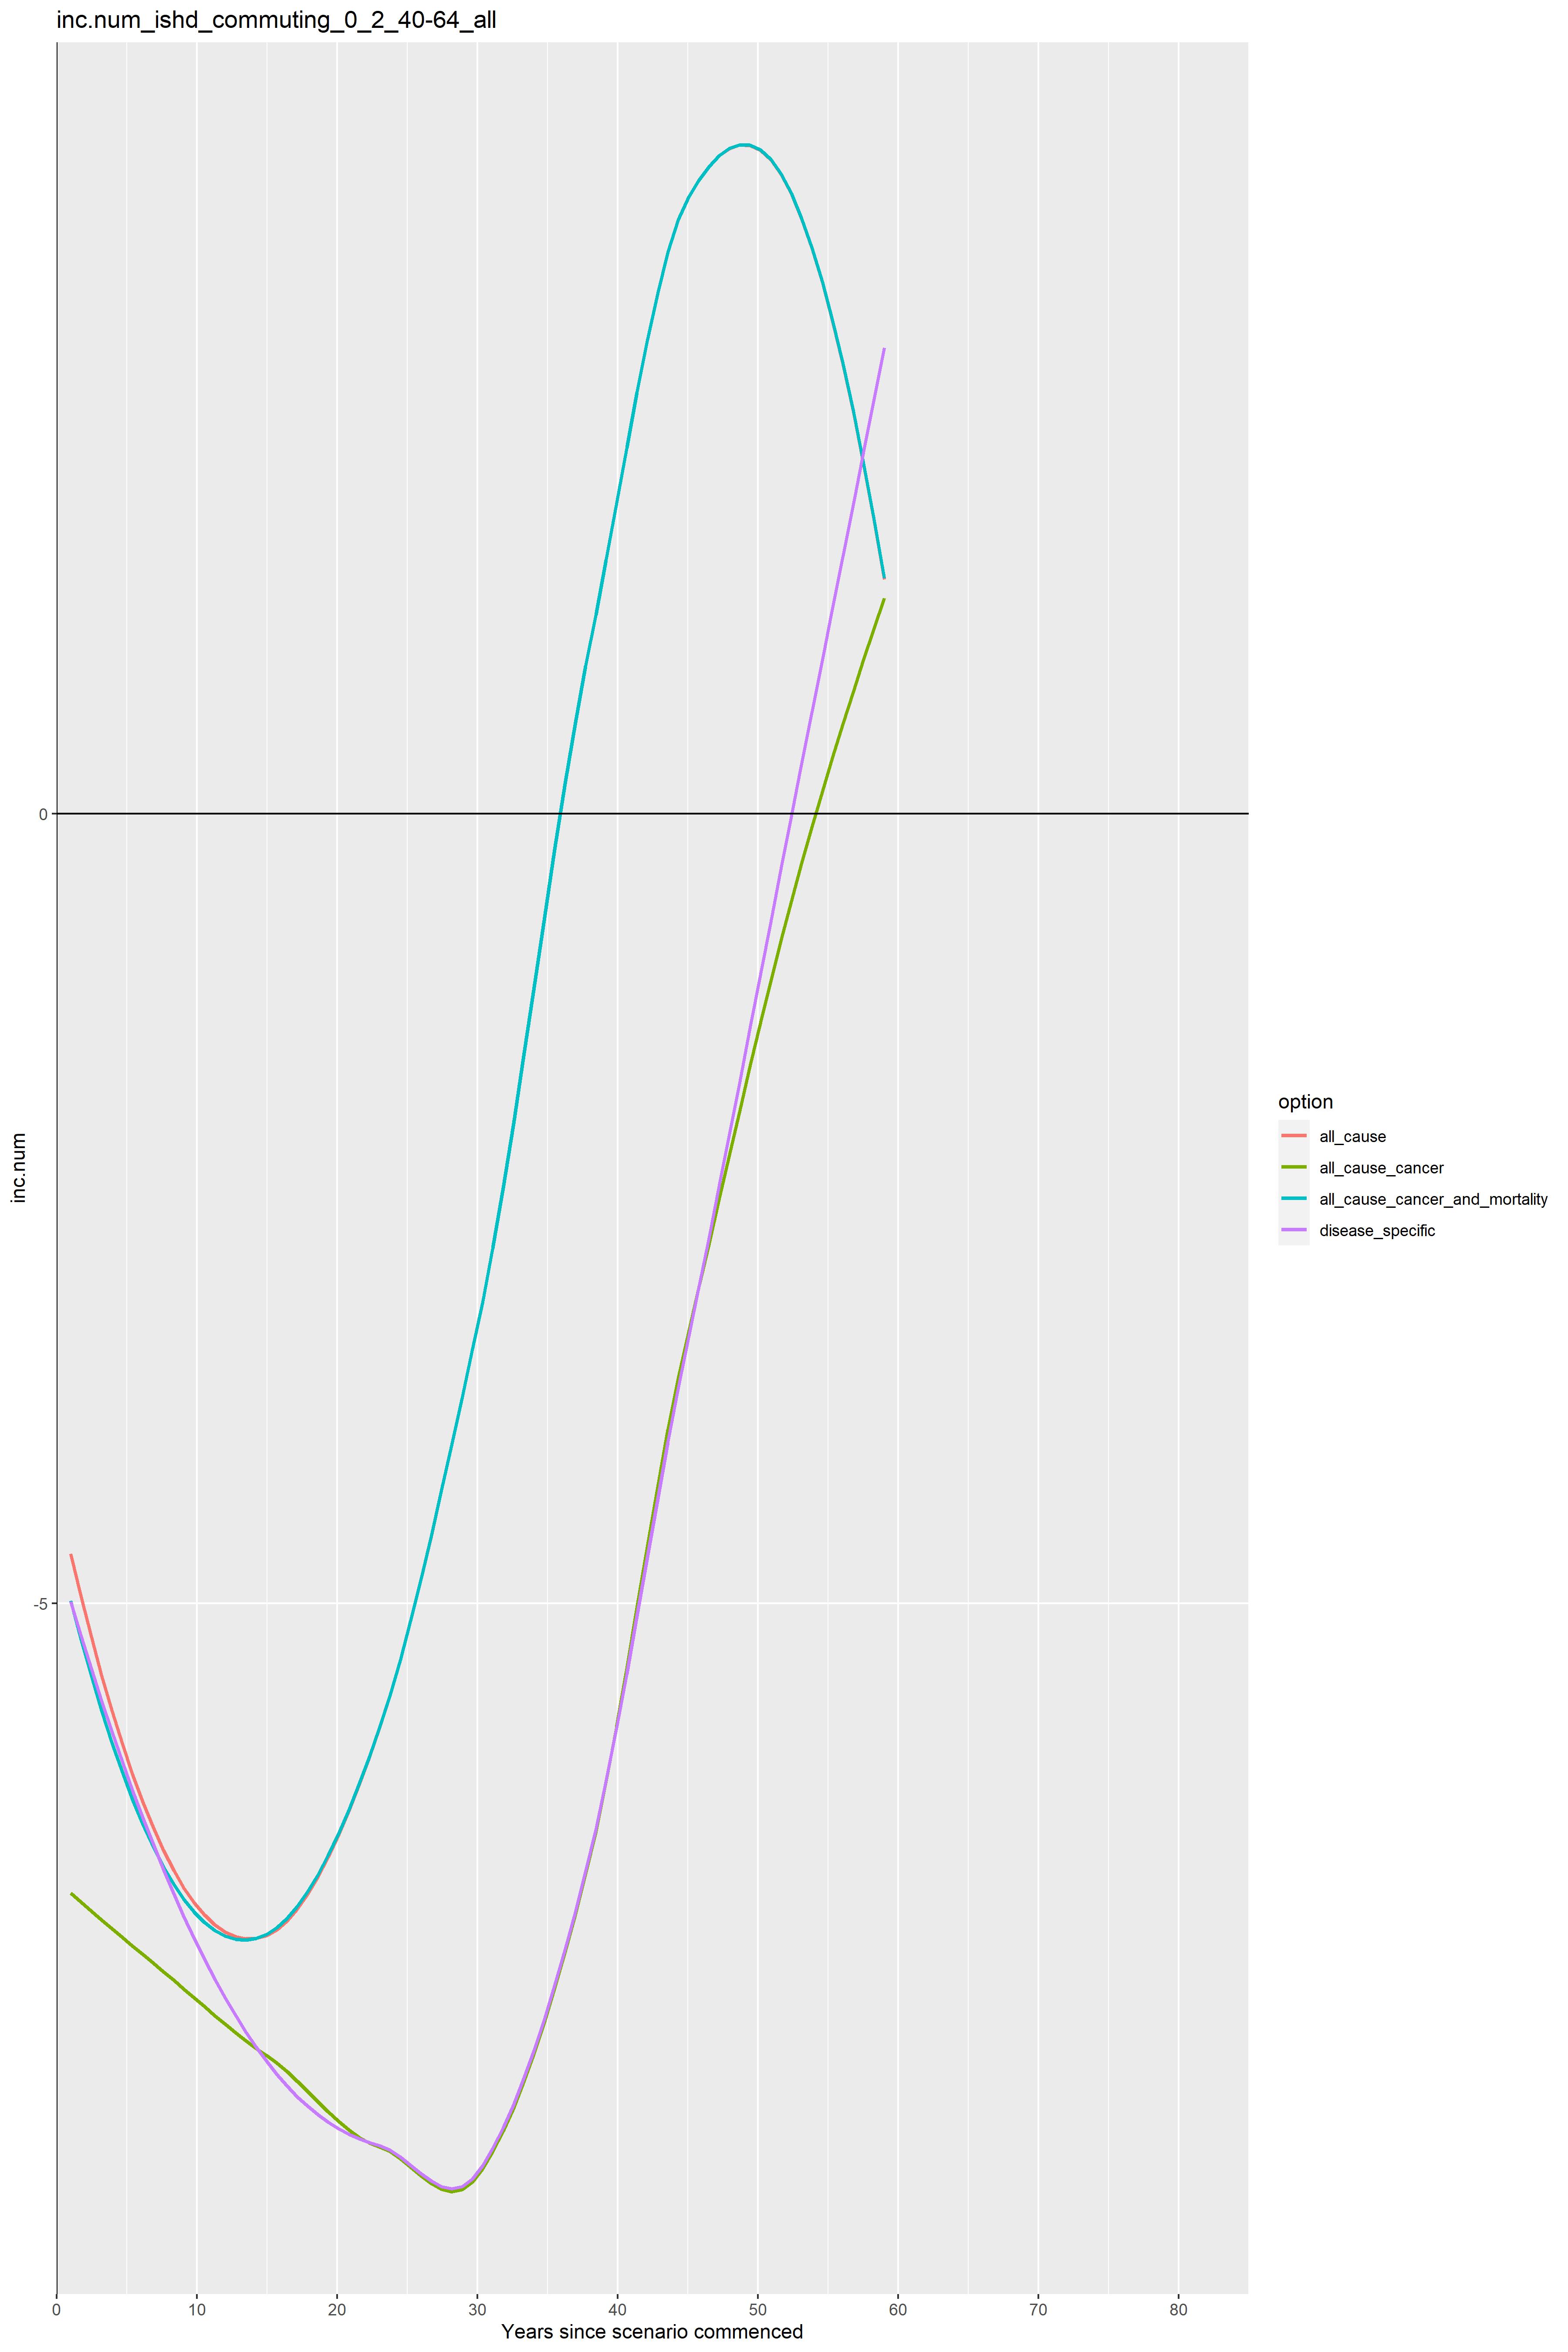 inc.num_ishd_commuting_0_2_40-64_all
inc.num
0
-5
0 10 20 30 40 50 60 70 80
Years since scenario commenced
option
all_cause
all_cause_cancer
all_cause_cancer_and_mortality
disease_specific